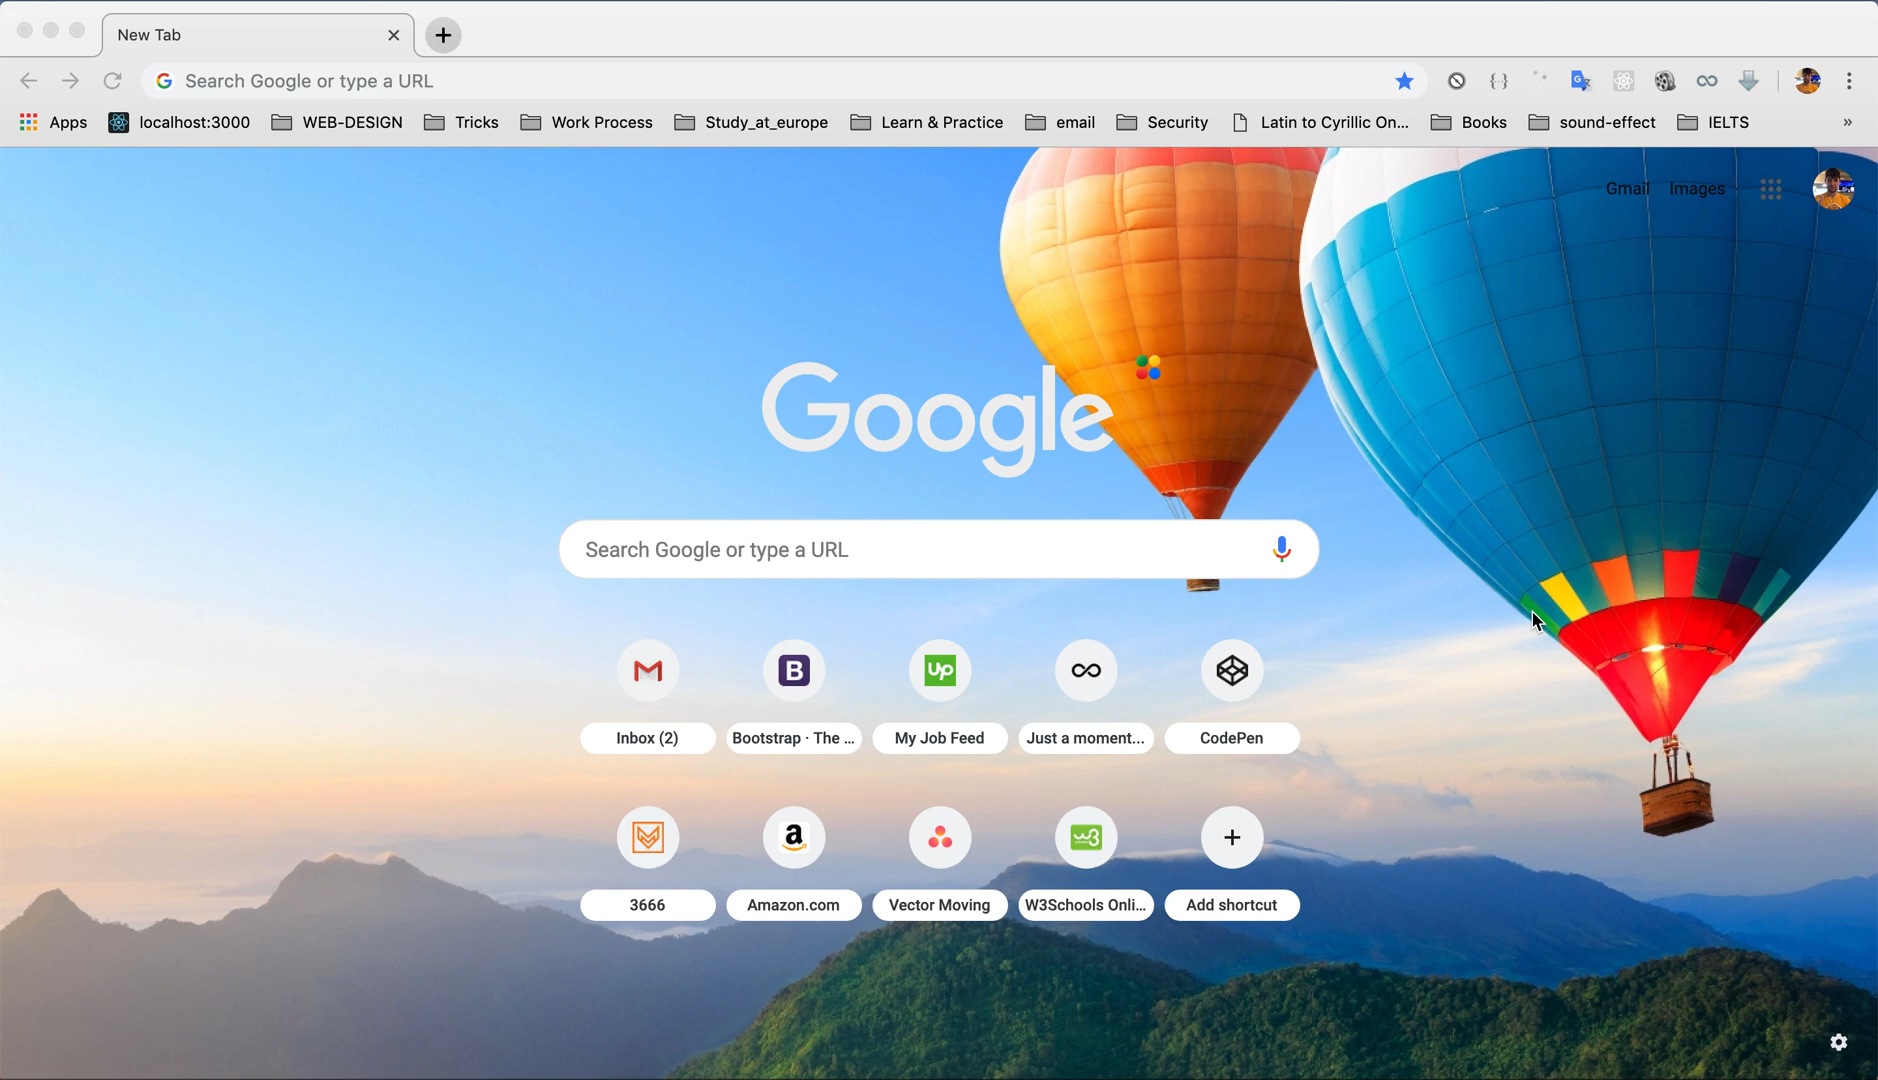 New Tab
Search Google or type a URL
Apps localhost:3000 WEB-DESIGN Tricks Work Process Study_at_europe Learn & Practice email Security Latin to Cyrillic On... Books sound-effect IELTS »
Gmail Images
Google
Search Google or type a URL
Inbox (2) Bootstrap · The ... My Job Feed Just a moment... CodePen
3666 Amazon.com Vector Moving W3Schools Onli... Add shortcut